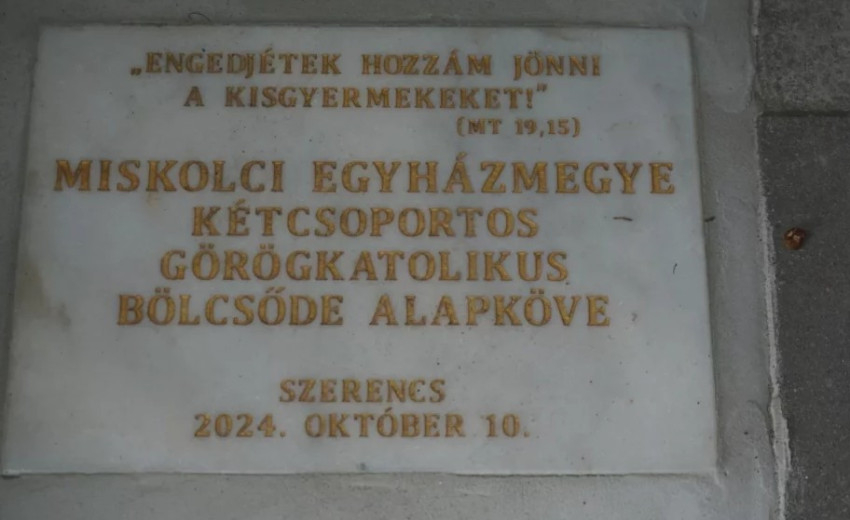 „ENGEDJÉTEK HOZZÁM JÖNNI
A KISGYERMEKEKET!”
(MT 19,15)
MISKOLCI EGYHÁZMEGYE
KÉTCSOPORTOS
GÖRÖGKATOLIKUS
BÖLCSŐDE ALAPKÖVE
SZERENCS
2024. OKTÓBER 10.